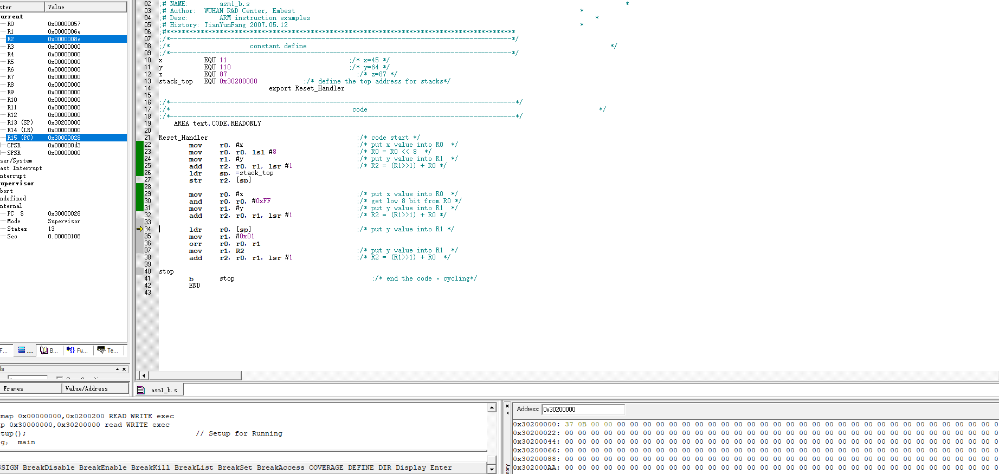 ster Value
urrent
R0 0x00000057
R1 0x0000006e
R2 0x0000008e
R3 0x00000000
R4 0x00000000
R5 0x00000000
R6 0x00000000
R7 0x00000000
R8 0x00000000
R9 0x00000000
R10 0x00000000
R11 0x00000000
R12 0x00000000
R13 (SP) 0x30200000
R14 (LR) 0x00000000
R15 (PC) 0x30000028
CPSR 0x000000d3
SPSR 0x00000000
ser/System
ast Interrupt
nterrupt
upervisor
bort
ndefined
nternal
PC $ 0x30000028
Mode Supervisor
States 13
Sec 0.00000108
F... ... B... Fu... Te...
ls
Frames Value/Address
02 ;# NAME: asm1_b.s *
03 ;# Author: WUHAN R&D Center, Embest *
04 ;# Desc: ARM instruction examples *
05 ;# History: TianYunFang 2007.05.12 *
06 ;#********************************************************************************************
07 ;/*------------------------------------------------------------------------------------------*/
08 ;/* constant define */
09 ;/*------------------------------------------------------------------------------------------*/
10 x EQU 11 ;/* x=45 */
11 y EQU 110 ;/* y=64 */
12 z EQU 87 ;/* z=87 */
13 stack_top EQU 0x30200000 ;/* define the top address for stacks*/
14 export Reset_Handler
15
16 ;/*-------------------------------------------------------------------------------------------*/
17 ;/* code */
18 ;/*-------------------------------------------------------------------------------------------*/
19 AREA text,CODE,READONLY
20
21 Reset_Handler ;/* code start */
22 mov r0, #x ;/* put x value into R0 */
23 mov r0, r0, lsl #8 ;/* R0 = R0 << 8 */
24 mov r1, #y ;/* put y value into R1 */
25 add r2, r0, r1, lsr #1 ;/* R2 = (R1>>1) + R0 */
26 ldr sp, =stack_top
27 str r2, [sp]
28
29 mov r0, #z ;/* put z value into R0 */
30 and r0, r0, #0xFF ;/* get low 8 bit from R0 */
31 mov r1, #y ;/* put y value into R1 */
32 add r2, r0, r1, lsr #1 ;/* R2 = (R1>>1) + R0 */
33
34 ldr r0, [sp] ;/* put y value into R1 */
35 mov r1, #0x01
36 orr r0, r0, r1
37 mov r1, R2 ;/* put y value into R1 */
38 add r2, r0, r1, lsr #1 ;/* R2 = (R1>>1) + R0 */
39
40 stop
41 b stop ;/* end the code ，cycling*/
42 END
43
asm1_b.s
map 0x00000000,0x0200200 READ WRITE exec
p 0x30000000,0x30200000 read WRITE exec
tup(); // Setup for Running
g, main
SSIGN BreakDisable BreakEnable BreakKill BreakList BreakSet BreakAccess COVERAGE DEFINE DIR Display Enter
Address: 0x30200000
0x30200000: 37 0B 00 00 00 00 00 00 00 00 00 00 00 00 00 00 00 00 00 00 00 00 00 00 00 00 00 00 00 00 00 00 00 0
0x30200022: 00 00 00 00 00 00 00 00 00 00 00 00 00 00 00 00 00 00 00 00 00 00 00 00 00 00 00 00 00 00 00 00 00 0
0x30200044: 00 00 00 00 00 00 00 00 00 00 00 00 00 00 00 00 00 00 00 00 00 00 00 00 00 00 00 00 00 00 00 00 00 0
0x30200066: 00 00 00 00 00 00 00 00 00 00 00 00 00 00 00 00 00 00 00 00 00 00 00 00 00 00 00 00 00 00 00 00 00 0
0x30200088: 00 00 00 00 00 00 00 00 00 00 00 00 00 00 00 00 00 00 00 00 00 00 00 00 00 00 00 00 00 00 00 00 00 0
0x302000AA: 00 00 00 00 00 00 00 00 00 00 00 00 00 00 00 00 00 00 00 00 00 00 00 00 00 00 00 00 00 00 00 00 00 0
mory